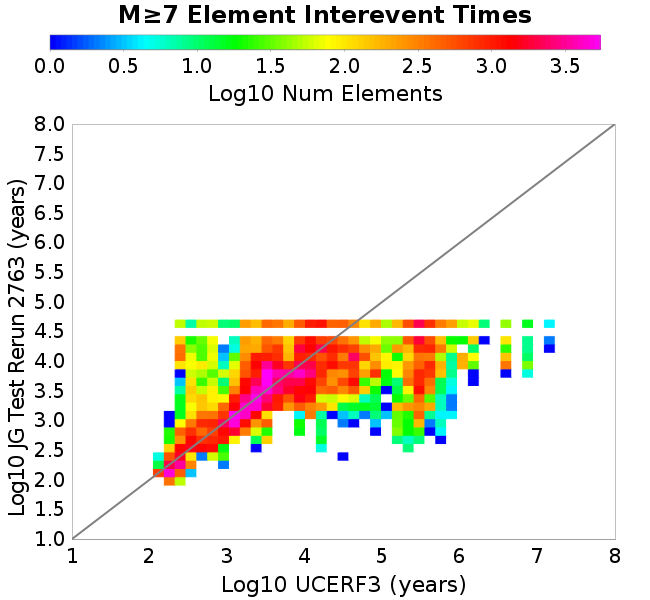 M≥7 Element Interevent Times
0.0 0.5 1.0 1.5 2.0 2.5 3.0 3.5
Log10 Num Elements
Log10 JG Test Rerun 2763 (years)
8.0
7.5
7.0
6.5
6.0
5.5
5.0
4.5
4.0
3.5
3.0
2.5
2.0
1.5
1.0
1 2 3 4 5 6 7 8
Log10 UCERF3 (years)